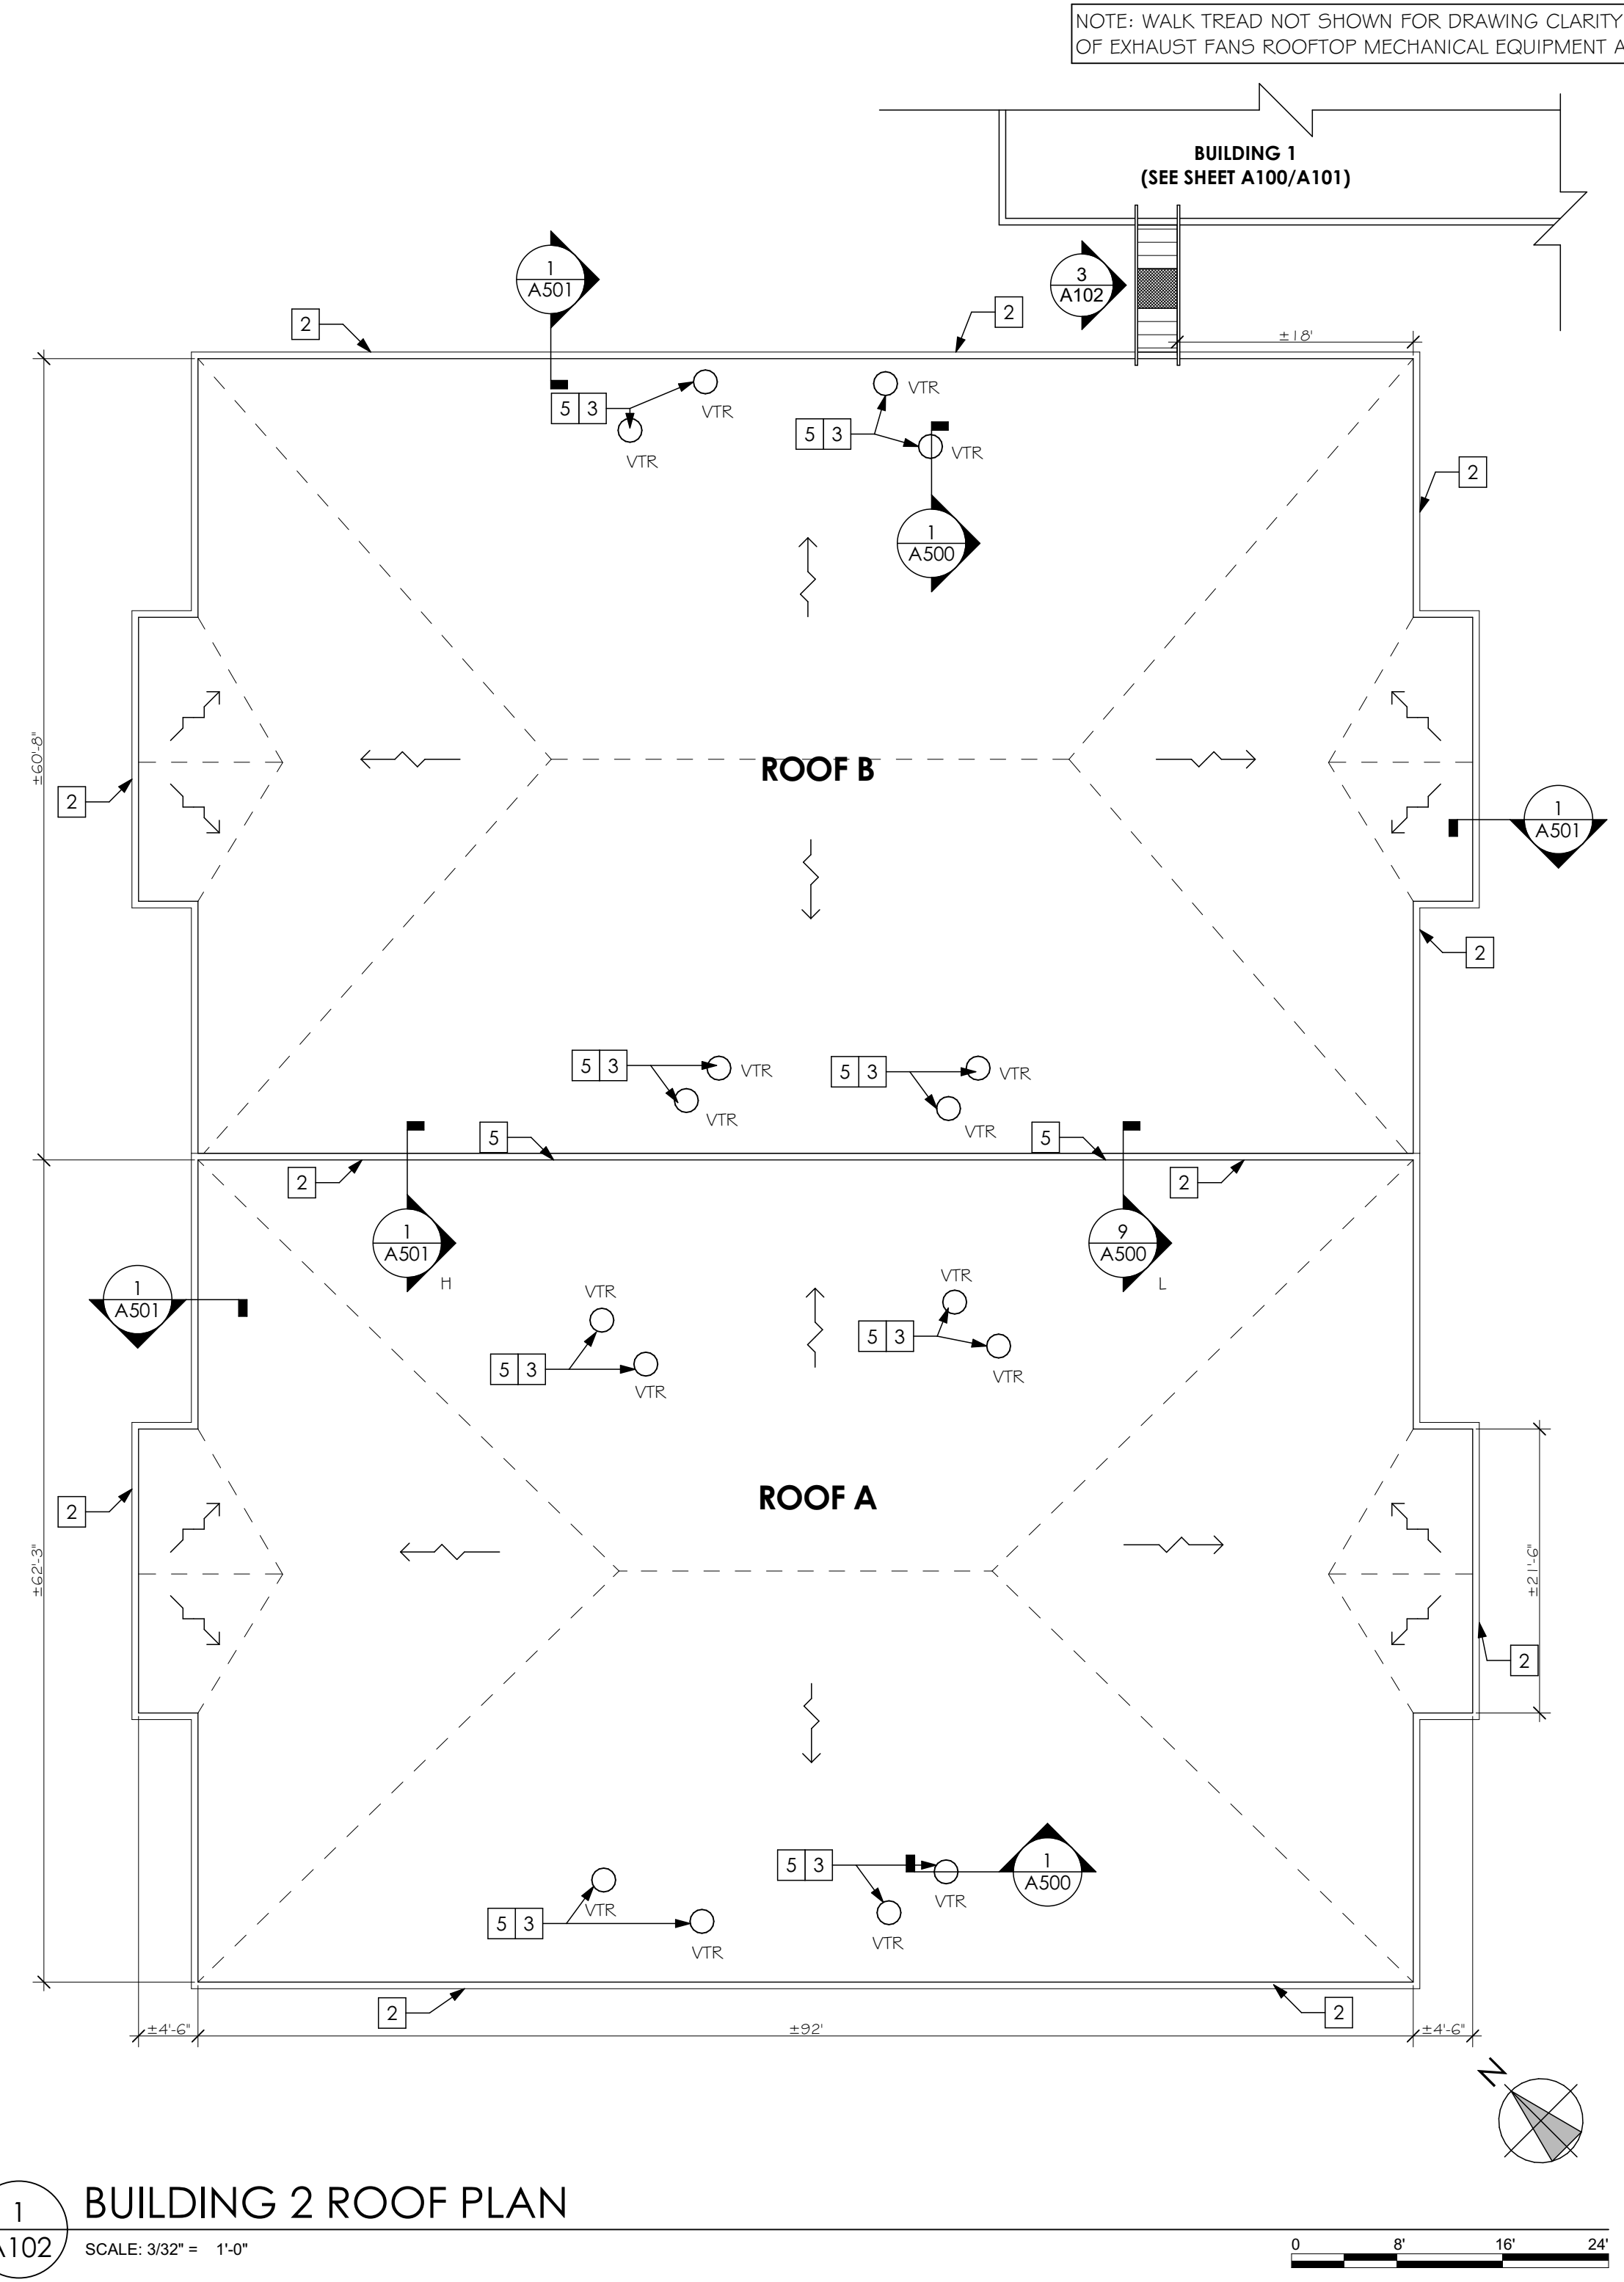 NOTE: WALK TREAD NOT SHOWN FOR DRAWING CLARITY
OF EXHAUST FANS ROOFTOP MECHANICAL EQUIPMENT A
BUILDING 1
(SEE SHEET A100/A101)
1
A501
3
A102
2
2
±18'
5 3
VTR
VTR
VTR
5 3
VTR
2
1
A500
±60'-8"
ROOF B
2
1
A501
2
5 3
VTR
VTR
5 3
VTR
VTR
5
5
2
2
1
A501
H
9
A500
L
1
A501
VTR
5 3
VTR
VTR
5 3
VTR
ROOF A
2
±62'-3"
±21'-6"
2
5 3
VTR
1
A500
VTR
5 3
VTR
VTR
2
2
±4'-6"
±92'
±4'-6"
N
1
A102
BUILDING 2 ROOF PLAN
SCALE: 3/32" = 1'-0"
0 8' 16' 24'